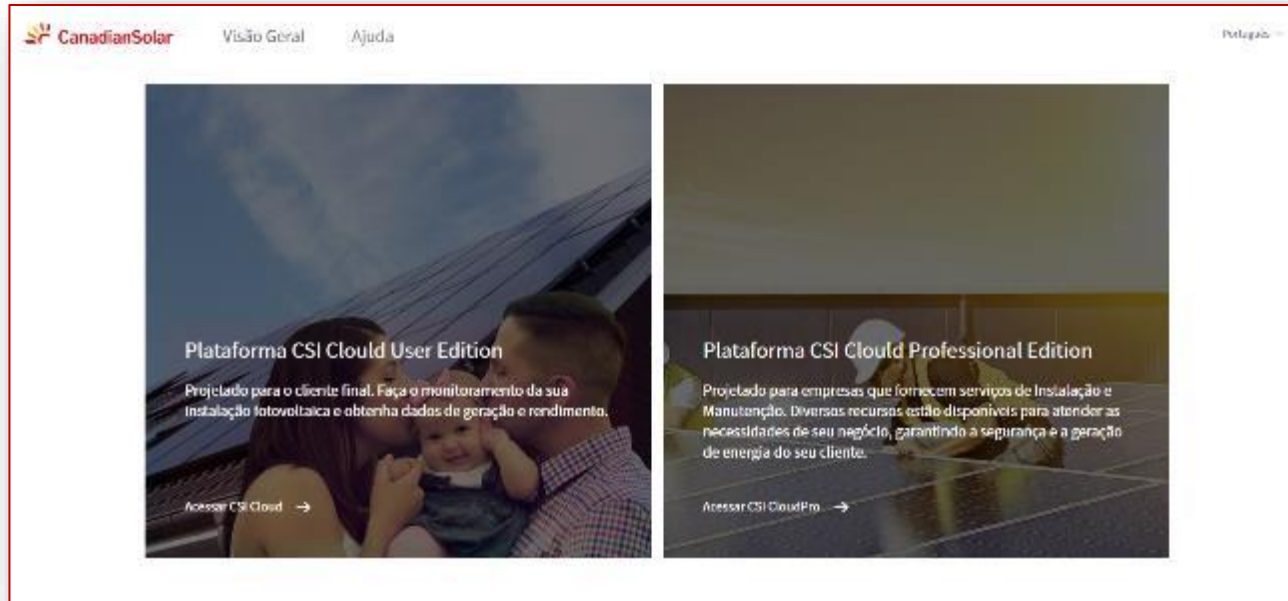 CanadianSolar
Visão Geral
Ajuda
Português
Plataforma CSI Clould User Edition
Projetado para o cliente final. Faça o monitoramento da sua
instalação fotovoltaica e obtenha dados de geração e rendimento.
Acessar CSI Cloud →
Plataforma CSI Clould Professional Edition
Projetado para empresas que fornecem serviços de Instalação e
Manutenção. Diversos recursos estão disponíveis para atender as
necessidades de seu negócio, garantindo a segurança e a geração
de energia do seu cliente.
Acessar CSI CloudPro →